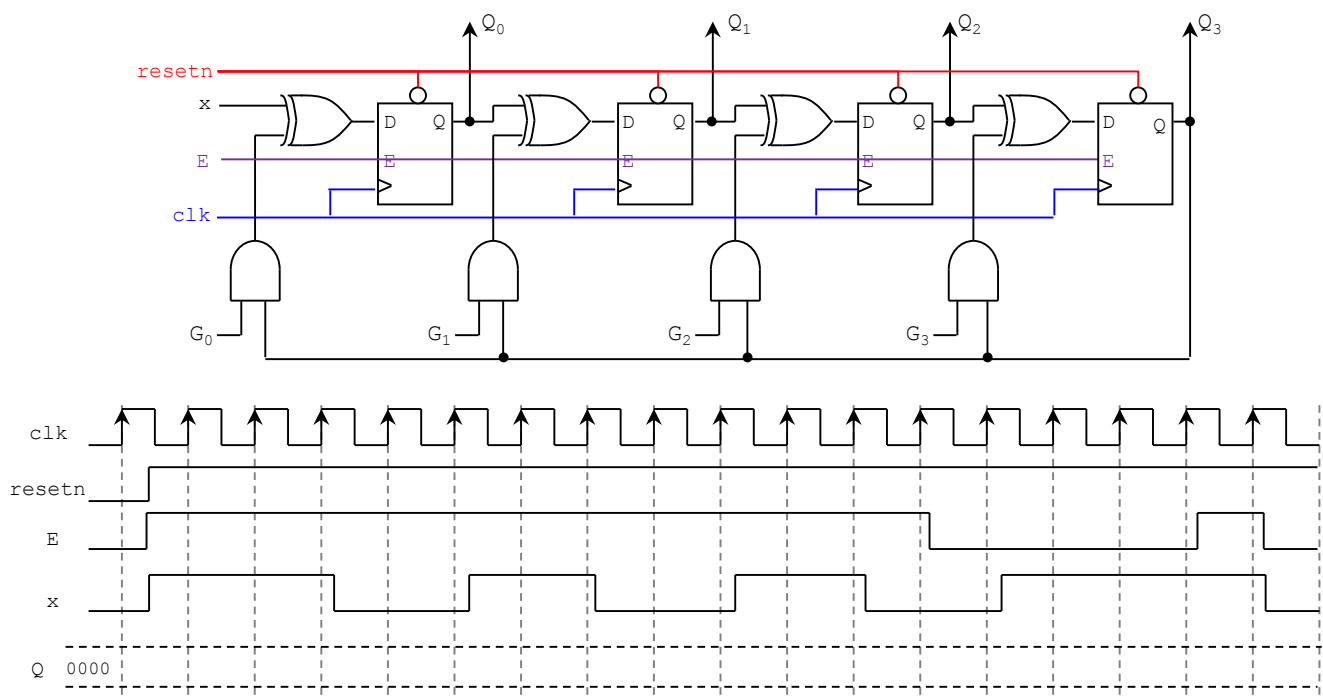 Q0 Q1 Q2 Q3
resetn
x
D Q D Q D Q D Q
E E E E E
clk
G0 G1 G2 G3
clk
resetn
E
x
Q 0000